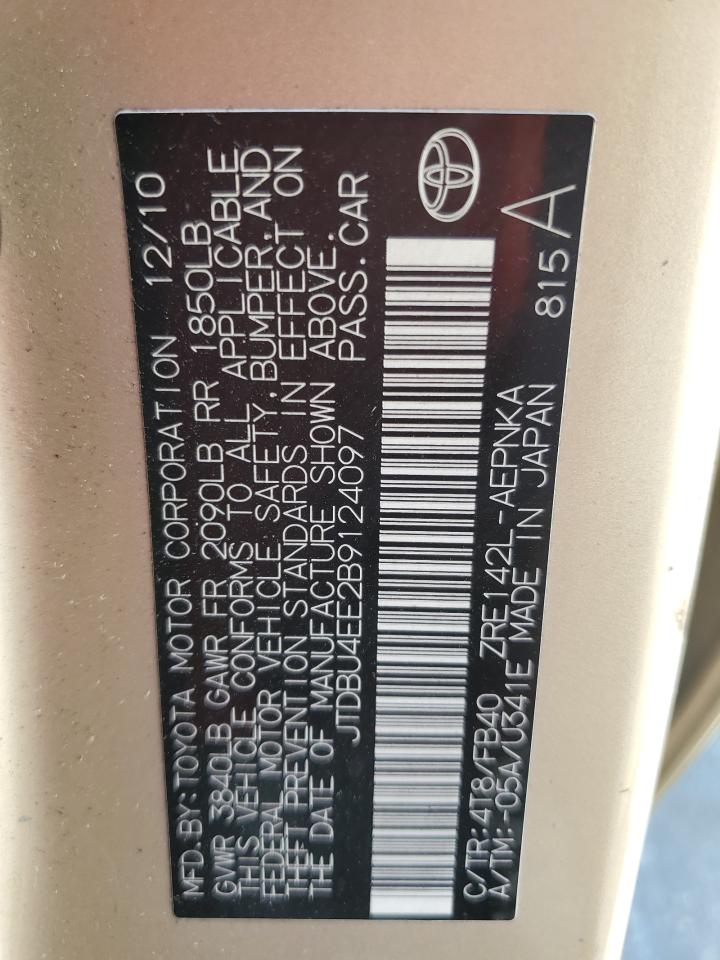 MFD.BY:TOYOTA MOTOR CORPORATION 12/10
GVWR 3840LB GAWR FR 2090LB RR 1850LB
THIS VEHICLE CONFORMS TO ALL APPLICABLE
FEDERAL MOTOR VEHICLE SAFETY,BUMPER,AND
THEFT PREVENTION STANDARDS IN EFFECT ON
THE DATE OF MANUFACTURE SHOWN ABOVE.
JTDBU4EE2B9124097 PASS.CAR
C/TR:4T8/FB40 ZRE142L-AEPNKA
A/TM:-05A/U341E MADE IN JAPAN 815 A